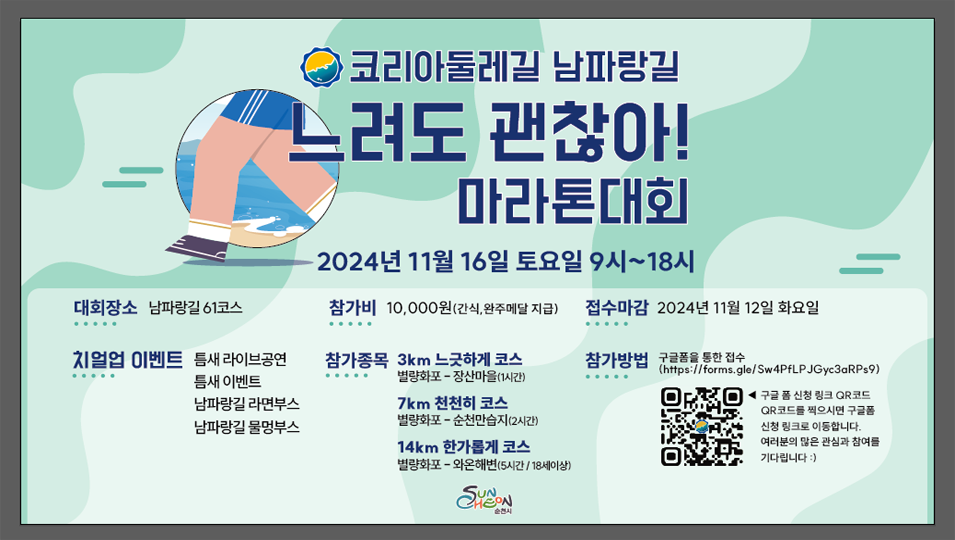 코리아둘레길 남파랑길
느려도 괜찮아!
마라톤대회
2024년 11월 16일 토요일 9시~18시
대회장소 남파랑길 61코스
참가비 10,000원(간식,완주메달 지급)
접수마감 2024년 11월 12일 화요일
치얼업 이벤트 틈새 라이브공연
틈새 이벤트
남파랑길 라면부스
남파랑길 물멍부스
참가종목 3km 느긋하게 코스
별량화포 – 장산마을(1시간)
7km 천천히 코스
별량화포 – 순천만습지(2시간)
14km 한가롭게 코스
별량화포 – 와온해변(5시간 / 18세이상)
참가방법 구글폼을 통한 접수
(https://forms.gle/Sw4PfLPJGyc3aRPs9)
◀ 구글 폼 신청 링크 QR코드
QR코드를 찍으시면 구글폼
신청 링크로 이동합니다.
여러분의 많은 관심과 참여를
기다립니다 :)
SUNCHEON
순천시